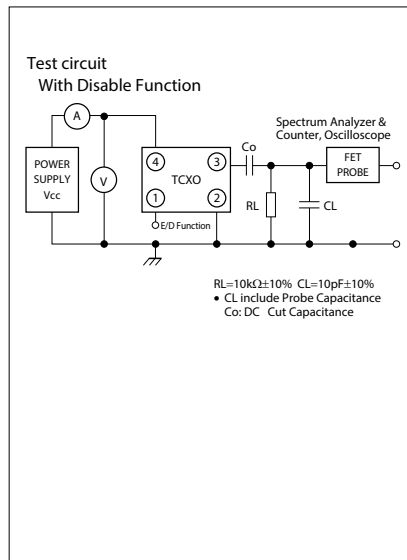 Test circuit
With Disable Function
A
Spectrum Analyzer &
Counter, Oscilloscope
Co
POWER
SUPPLY
Vcc
V
4
3
TCXO
1
2
FET
PROBE
RL
CL
E/D Function
RL=10kΩ±10% CL=10pF±10%
• CL include Probe Capacitance
Co: DC Cut Capacitance